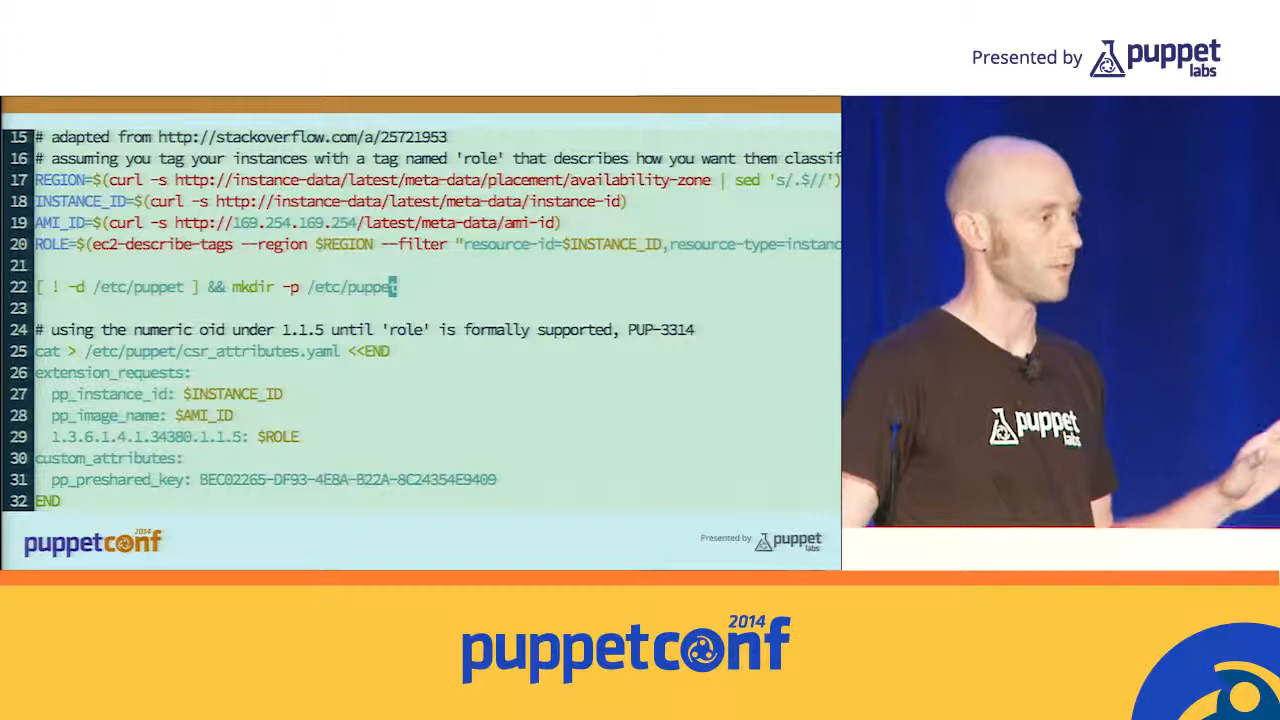 Presented by puppet labs
15 # adapted from http://stackoverflow.com/a/25721953
16 # assuming you tag your instances with a tag named 'role' that describes how you want them classif
17 REGION=$(curl -s http://instance-data/latest/meta-data/placement/availability-zone | sed 's/.$//')
18 INSTANCE_ID=$(curl -s http://instance-data/latest/meta-data/instance-id)
19 AMI_ID=$(curl -s http://169.254.169.254/latest/meta-data/ami-id)
20 ROLE=$(ec2-describe-tags --region $REGION --filter "resource-id=$INSTANCE_ID,resource-type=instanc
21
22 [ ! -d /etc/puppet ] && mkdir -p /etc/puppet
23
24 # using the numeric oid under 1.1.5 until 'role' is formally supported, PUP-3314
25 cat > /etc/puppet/csr_attributes.yaml <<END
26 extension_requests:
27 pp_instance_id: $INSTANCE_ID
28 pp_image_name: $AMI_ID
29 1.3.6.1.4.1.34380.1.1.5: $ROLE
30 custom_attributes:
31 pp_preshared_key: BEC02265-DF93-4E8A-B22A-8C24354E9409
32 END
puppetconf 2014
Presented by puppet labs
puppet labs
puppetconf 2014